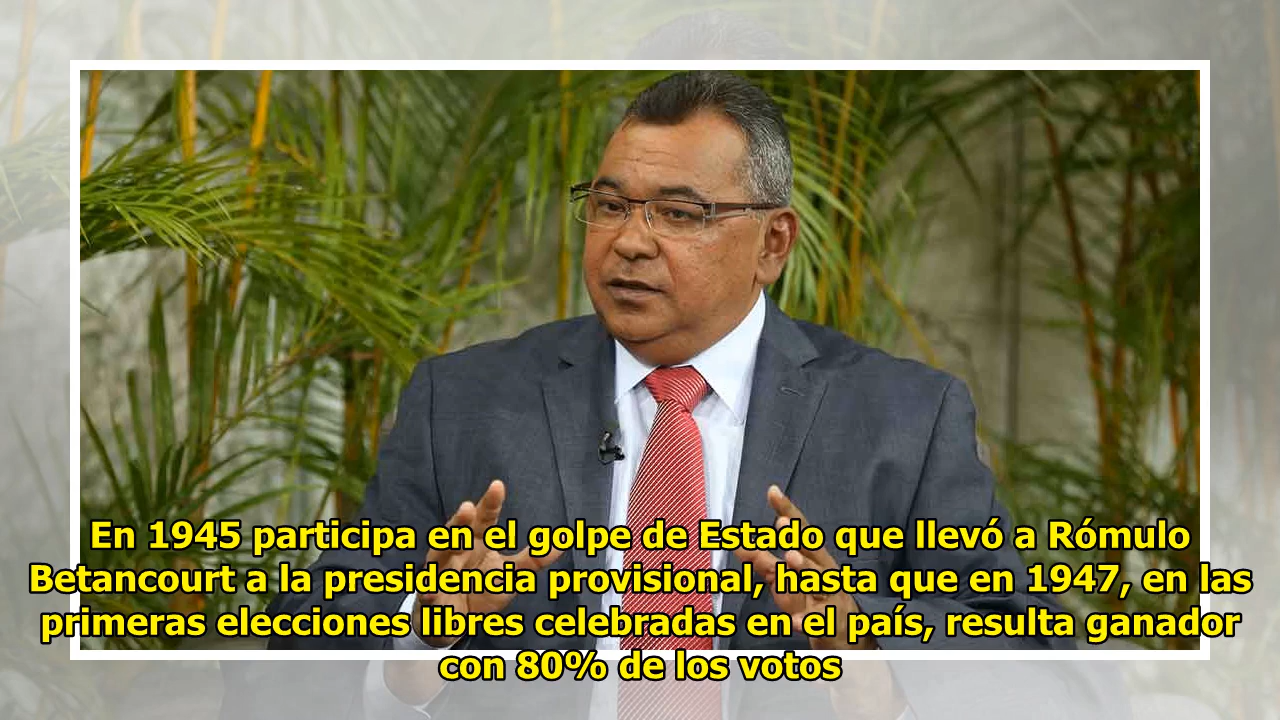 En 1945 participa en el golpe de Estado que llevó a Rómulo
Betancourt a la presidencia provisional, hasta que en 1947, en las
primeras elecciones libres celebradas en el país, resulta ganador
con 80% de los votos